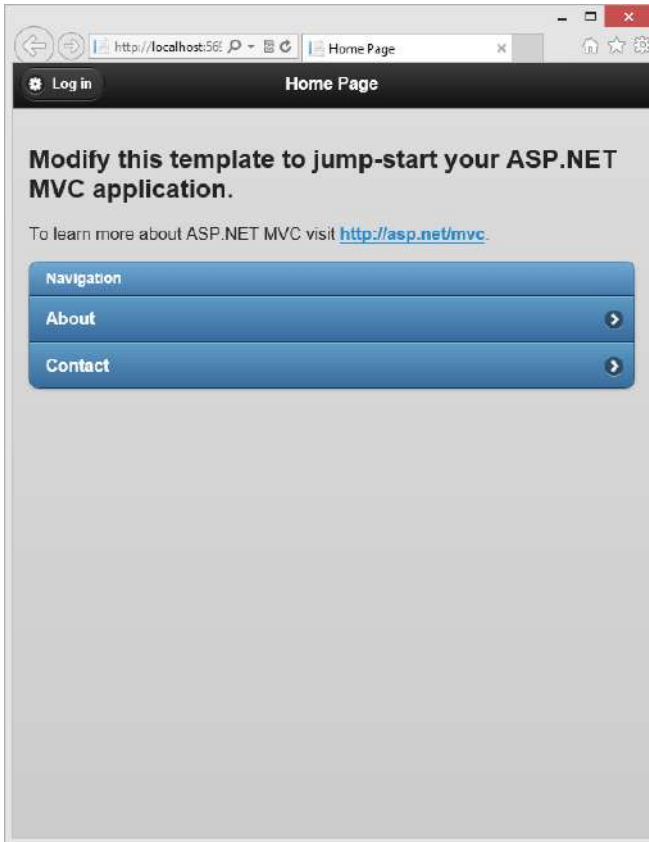 http://localhost:565
Home Page
Log in
Home Page
Modify this template to jump-start your ASP.NET
MVC application.
To learn more about ASP.NET MVC visit http://asp.net/mvc.
Navigation
About
Contact